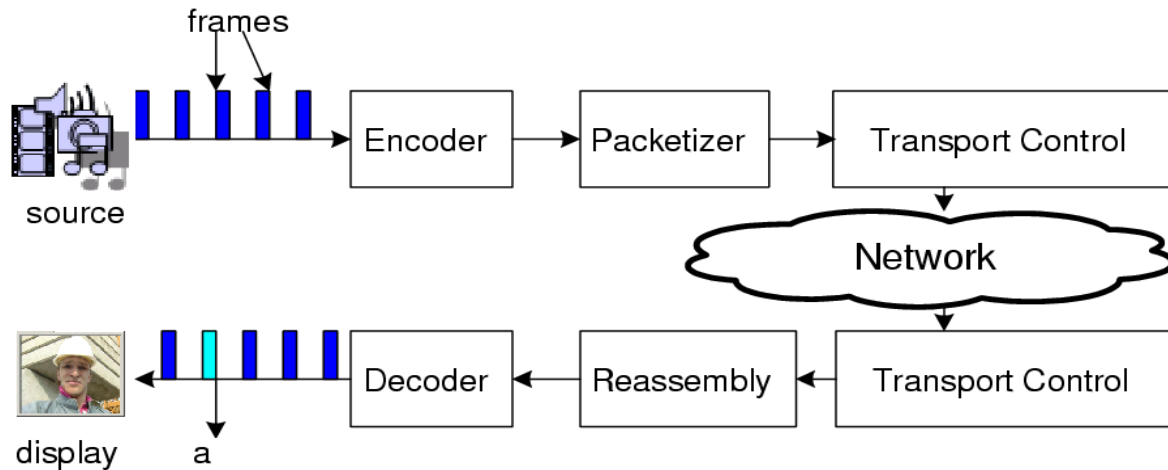 frames
Encoder
Packetizer
Transport Control
source
Network
Decoder
Reassembly
Transport Control
display
a